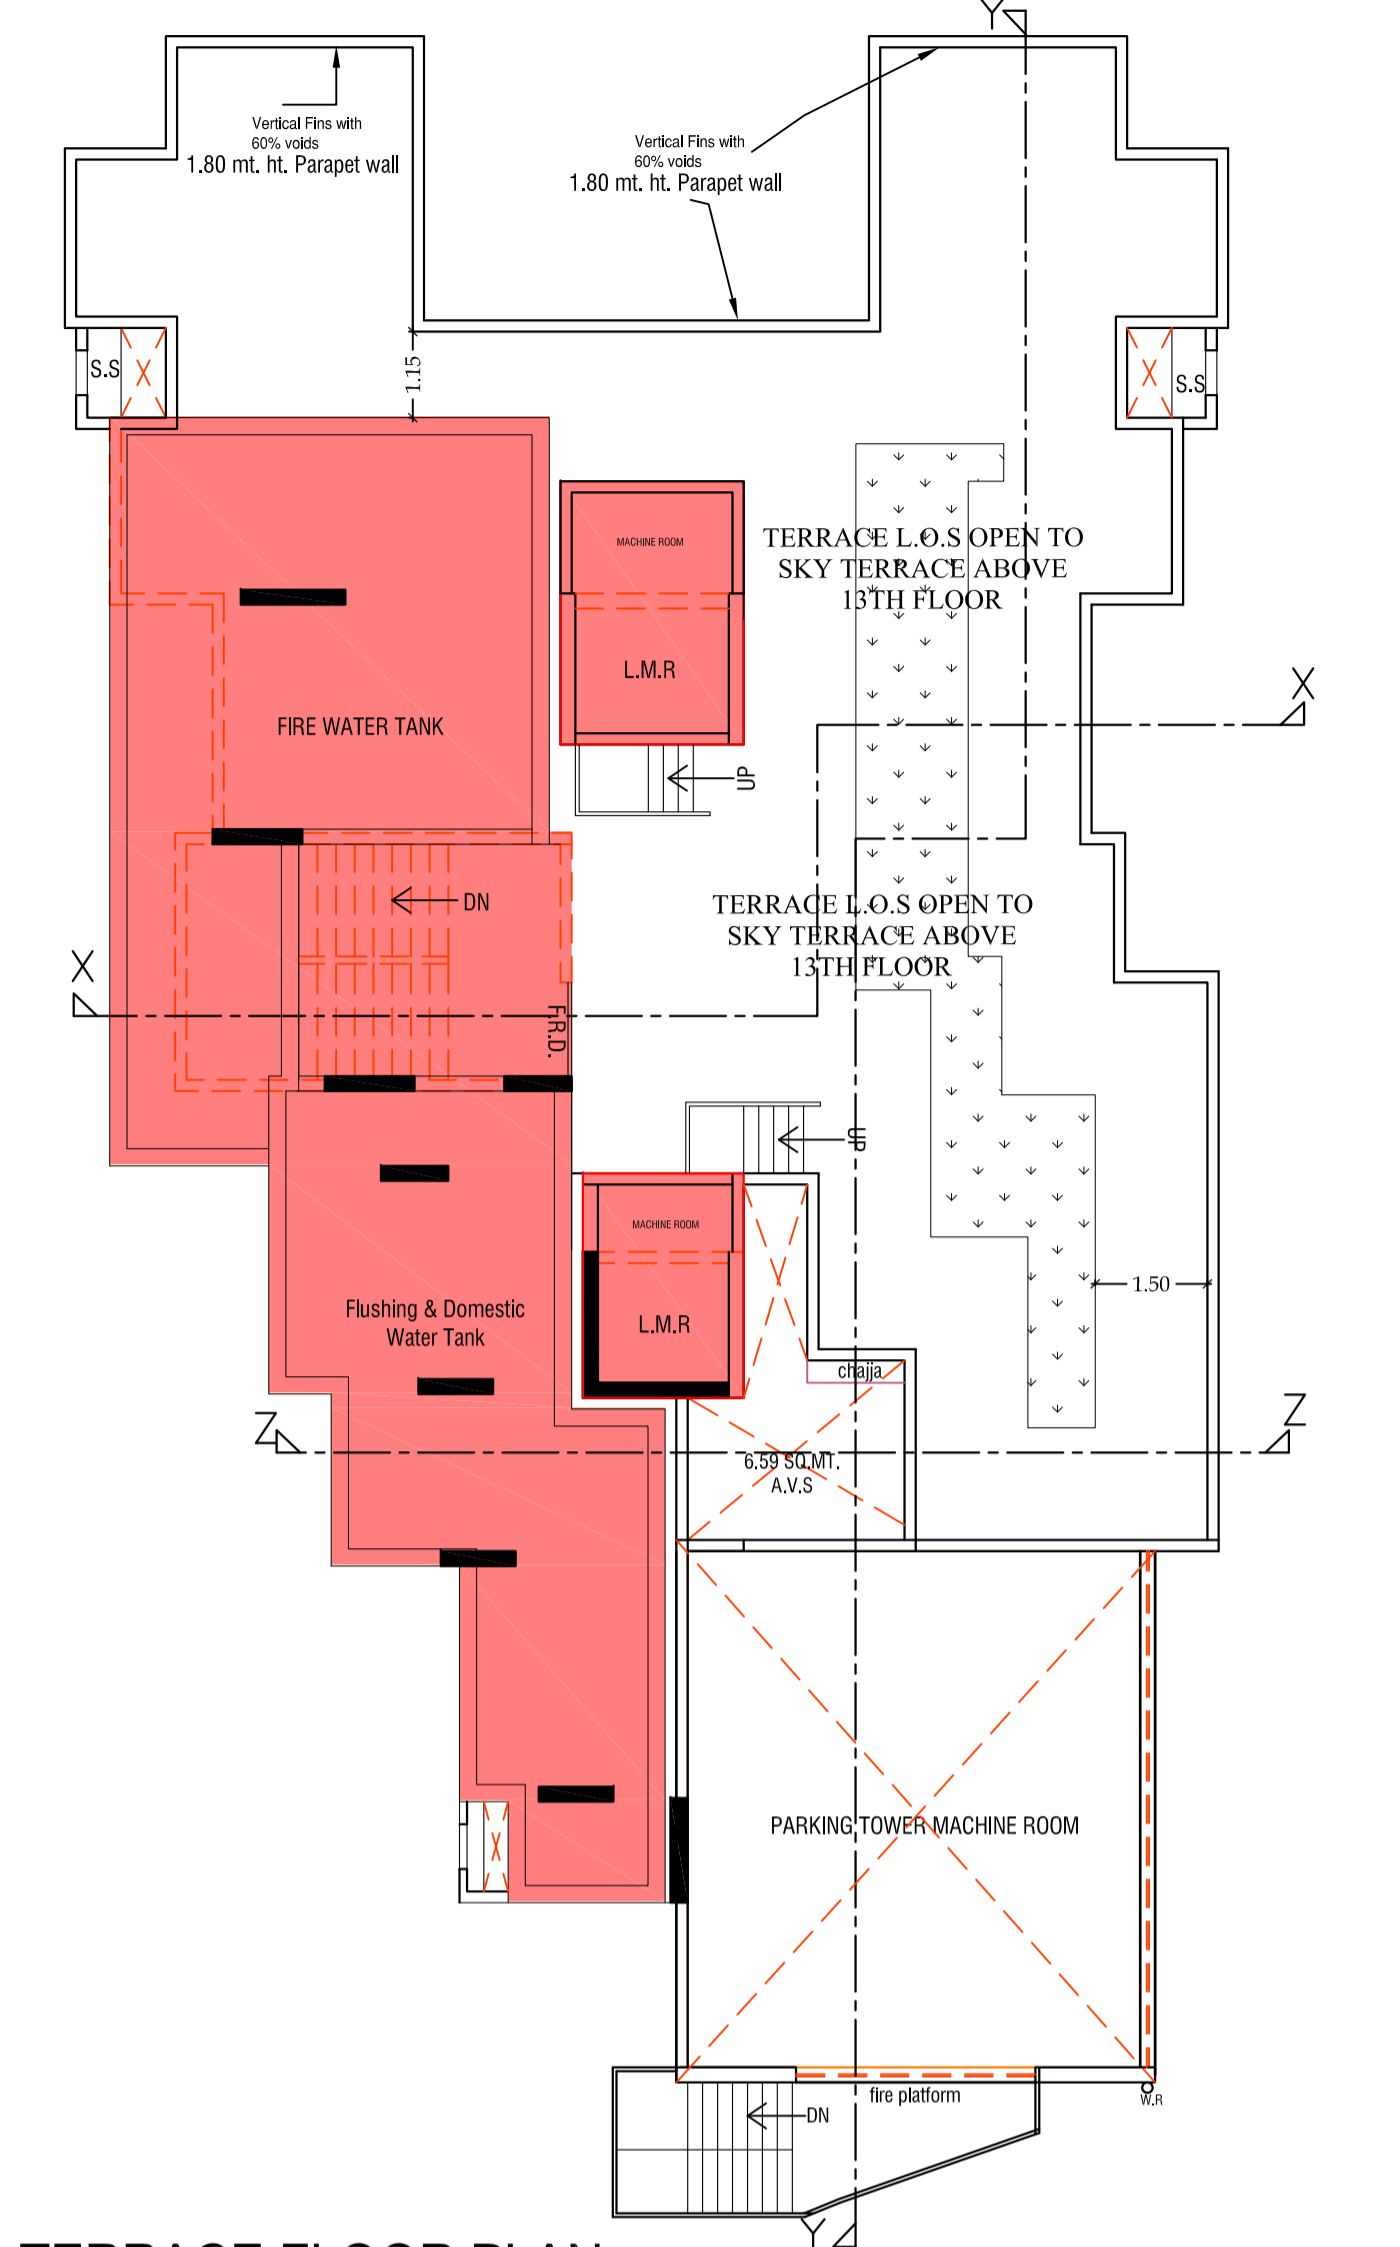 Y
Vertical Fins with
60% voids
1.80 mt. ht. Parapet wall
Vertical Fins with
60% voids
1.80 mt. ht. Parapet wall
S.S
1.15
S.S
MACHINE ROOM
TERRACE L.O.S OPEN TO
SKY TERRACE ABOVE
13TH FLOOR
L.M.R
X
FIRE WATER TANK
UP
DN
TERRACE L.O.S OPEN TO
SKY TERRACE ABOVE
13TH FLOOR
X
F.R.D.
UP
MACHINE ROOM
1.50
Flushing & Domestic
Water Tank
L.M.R
chajja
Z
Z
6.59 SQ.MT.
A.V.S
PARKING TOWER MACHINE ROOM
fire platform
W.R
DN
Y
TERRACE FLOOR PLAN